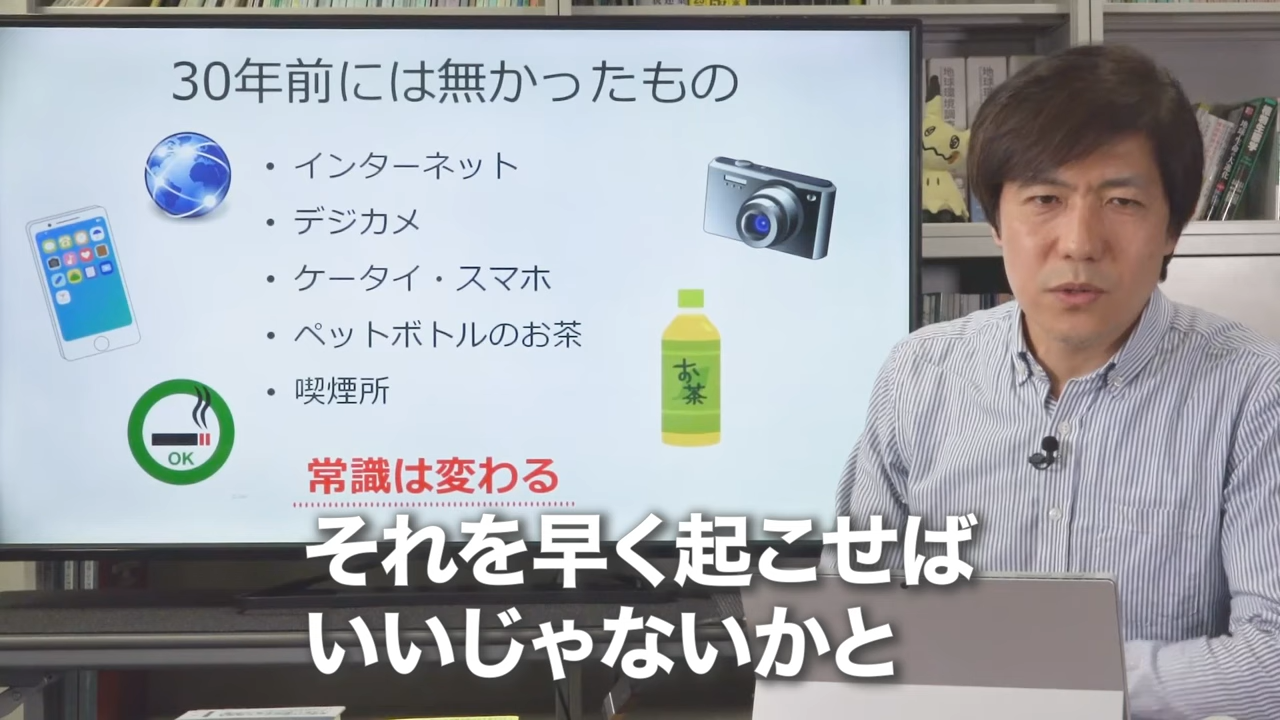 30年前には無かったもの
• インターネット
• デジカメ
• ケータイ・スマホ
• ペットボトルのお茶
• 喫煙所
お茶
OK
常識は変わる
それを早く起こせば
いいじゃないかと